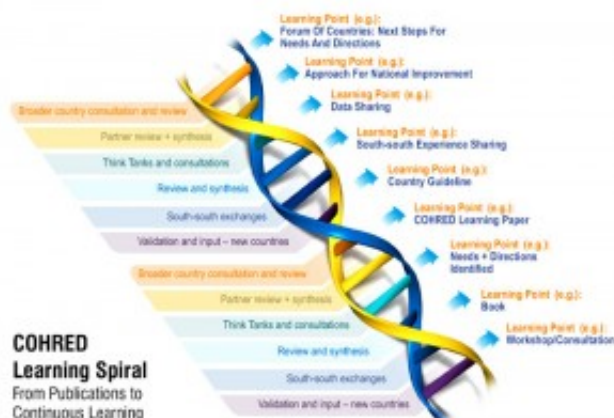 Learning Point (e.g.):
Forum Of Countries: Next Steps For
Needs And Directions
Learning Point (e.g.):
Approach For National Improvement
Learning Point (e.g.):
Data Sharing
Learning Point (e.g.):
South-south Experience Sharing
Learning Point (e.g.):
Country Guideline
Learning Point (e.g.):
COHRED Learning Paper
Learning Point (e.g.):
Needs + Directions
Identified
Learning Point (e.g.):
Book
Learning Point (e.g.):
Workshop/Consultation
Broader country consultation and review
Partner review + synthesis
Think Tanks and consultations
Review and synthesis
South-south exchanges
Validation and input – new countries
Broader country consultation and review
Partner review + synthesis
Think Tanks and consultations
Review and synthesis
South-south exchanges
Validation and input – new countries
COHRED
Learning Spiral
From Publications to
Continuous Learning